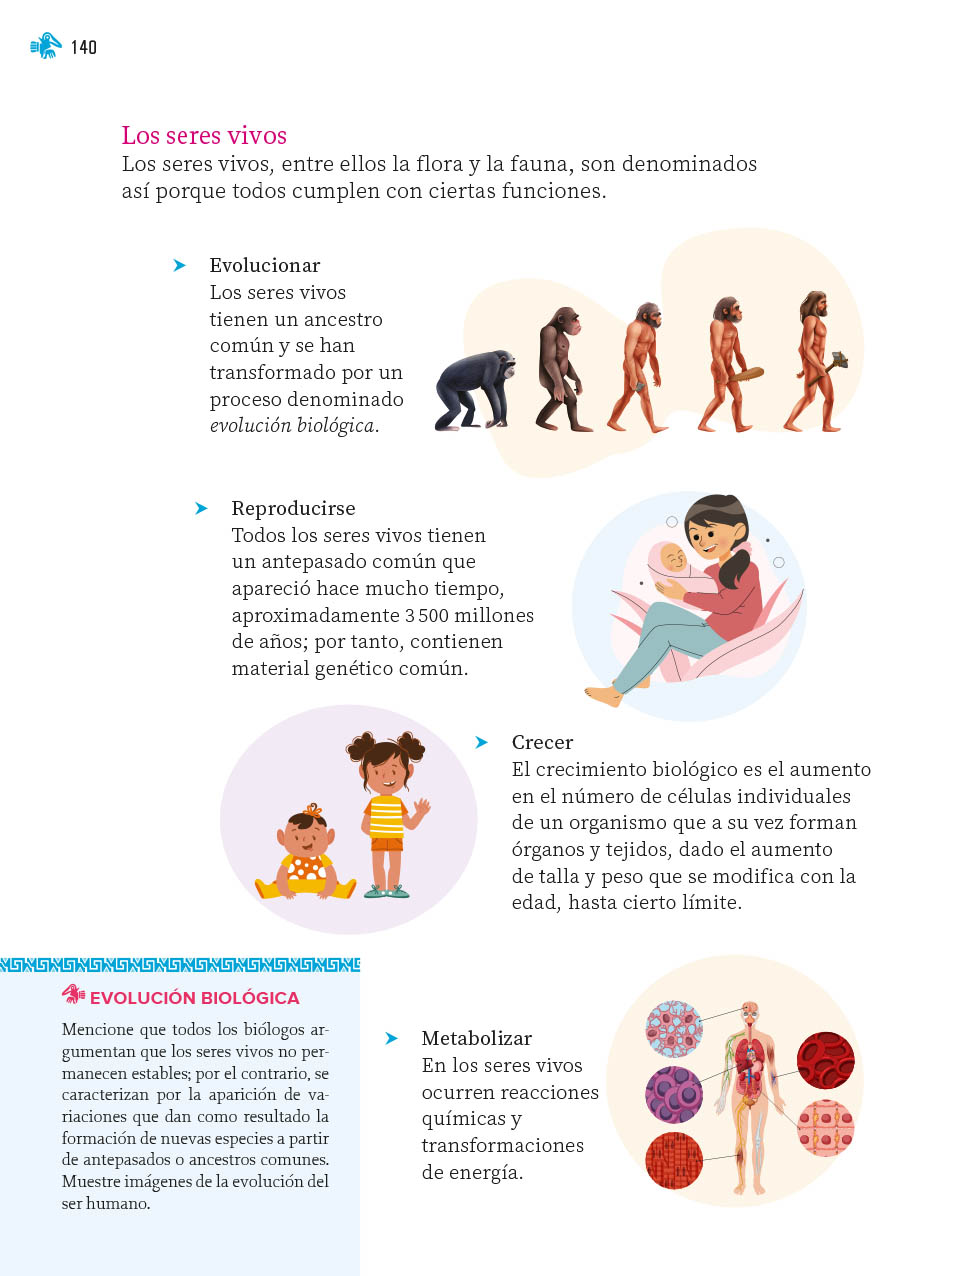 140
Los seres vivos
Los seres vivos, entre ellos la flora y la fauna, son denominados
así porque todos cumplen con ciertas funciones.
Evolucionar
Los seres vivos
tienen un ancestro
común y se han
transformado por un
proceso denominado
evolución biológica.
Reproducirse
Todos los seres vivos tienen
un antepasado común que
apareció hace mucho tiempo,
aproximadamente 3 500 millones
de años; por tanto, contienen
material genético común.
Crecer
El crecimiento biológico es el aumento
en el número de células individuales
de un organismo que a su vez forman
órganos y tejidos, dado el aumento
de talla y peso que se modifica con la
edad, hasta cierto límite.
EVOLUCIÓN BIOLÓGICA
Mencione que todos los biólogos ar-
gumentan que los seres vivos no per-
manecen estables; por el contrario, se
caracterizan por la aparición de va-
riaciones que dan como resultado la
formación de nuevas especies a partir
de antepasados o ancestros comunes.
Muestre imágenes de la evolución del
ser humano.
Metabolizar
En los seres vivos
ocurren reacciones
químicas y
transformaciones
de energía.